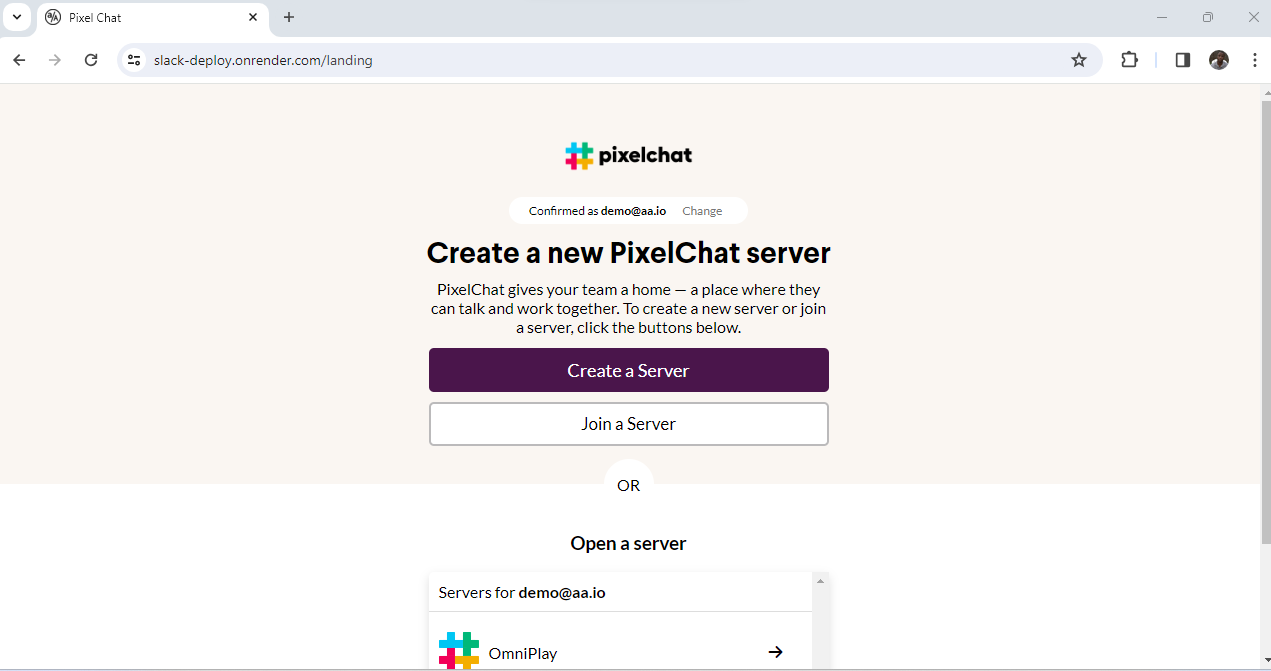 Pixel Chat
slack-deploy.onrender.com/landing
pixelchat
Confirmed as demo@aa.io Change
Create a new PixelChat server
PixelChat gives your team a home — a place where they
can talk and work together. To create a new server or join
a server, click the buttons below.
Create a Server
Join a Server
OR
Open a server
Servers for demo@aa.io
OmniPlay